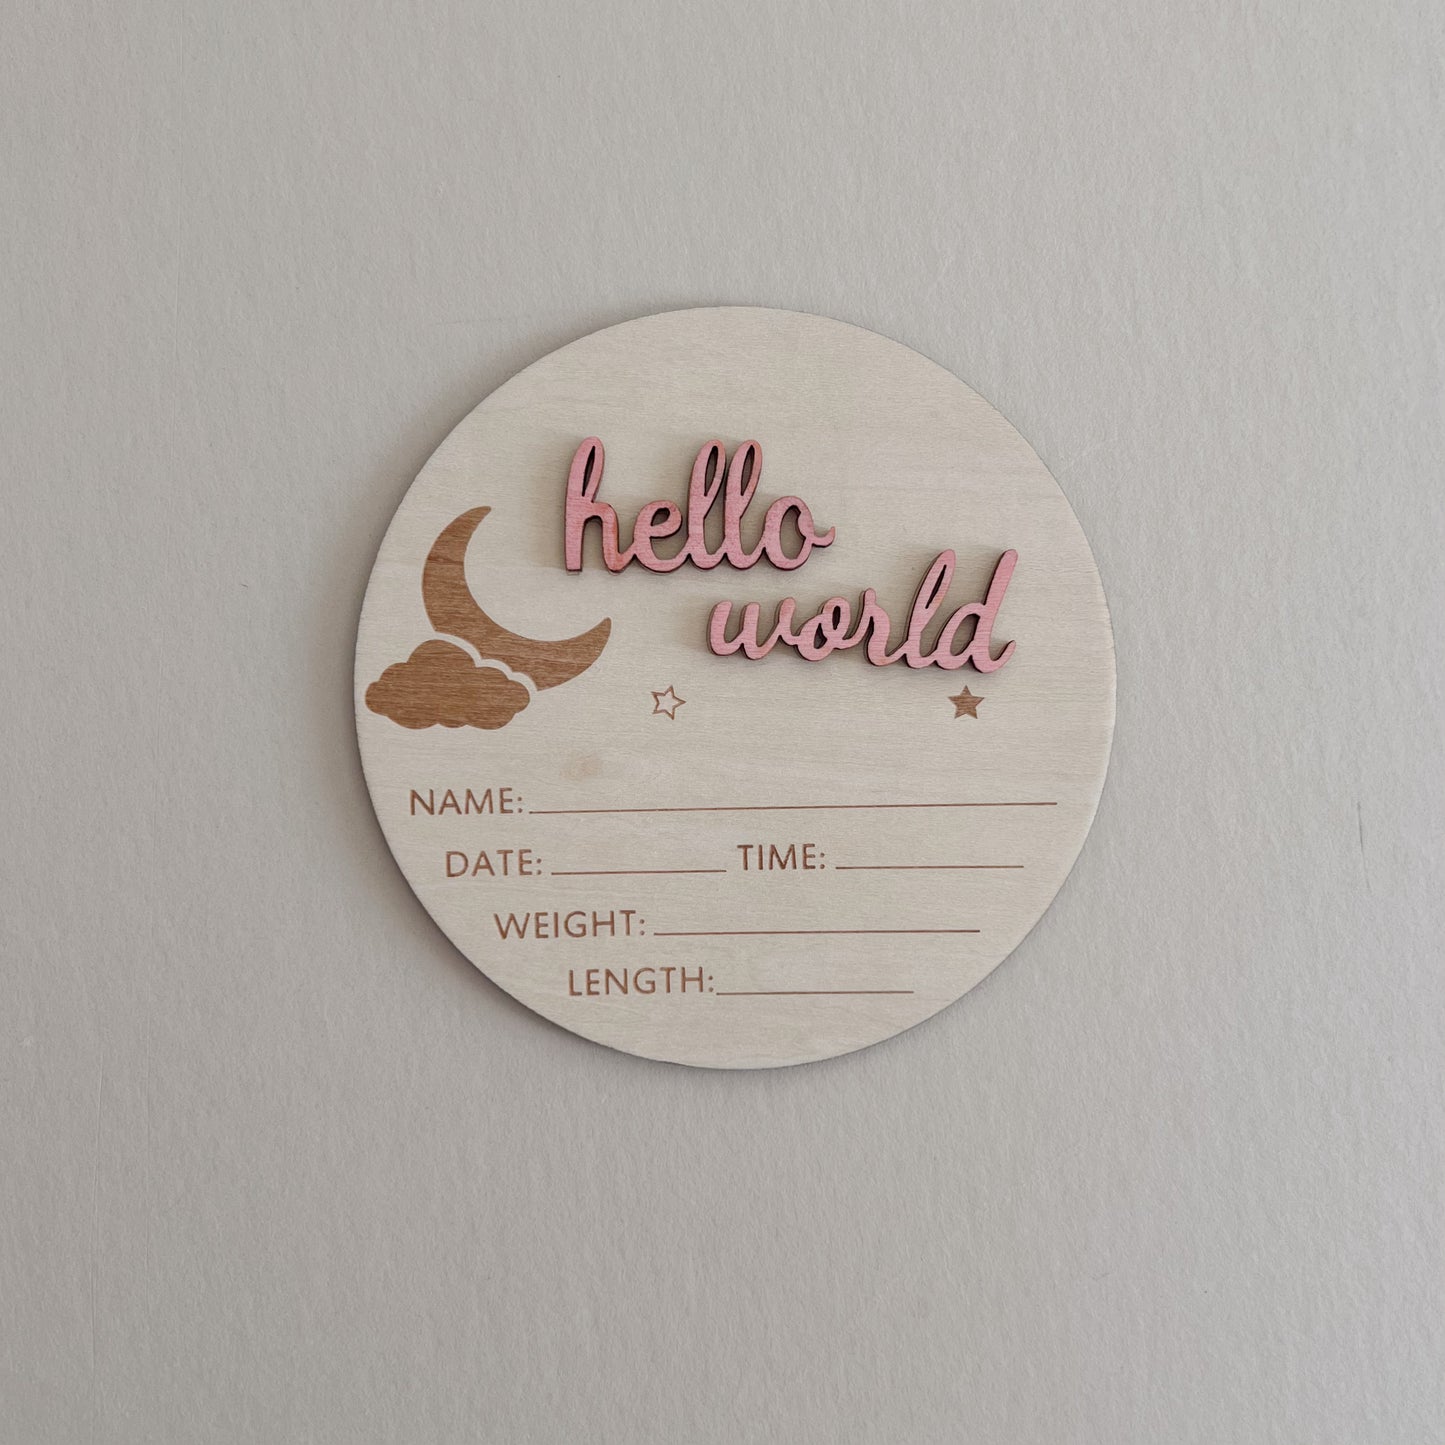 hello
world
NAME:
DATE: TIME:
WEIGHT:
LENGTH: